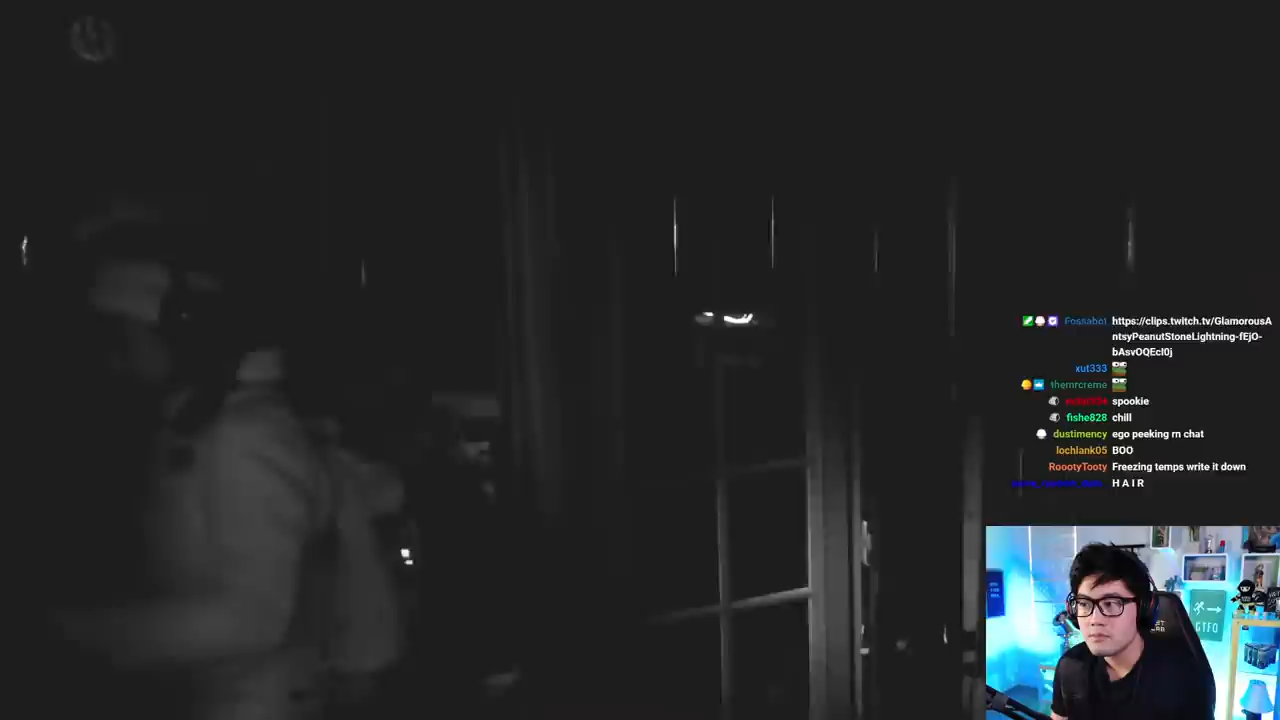 Fossabot https://clips.twitch.tv/GlamorousA
ntsyPeanutStoneLightning-fEjO-
bAsvOQEcI0j
xut333
themrcreme
spookie
fishe828 chill
dustimency ego peeking rn chat
lochlank05 BOO
RoootyTooty Freezing temps write it down
H A I R
GTFO